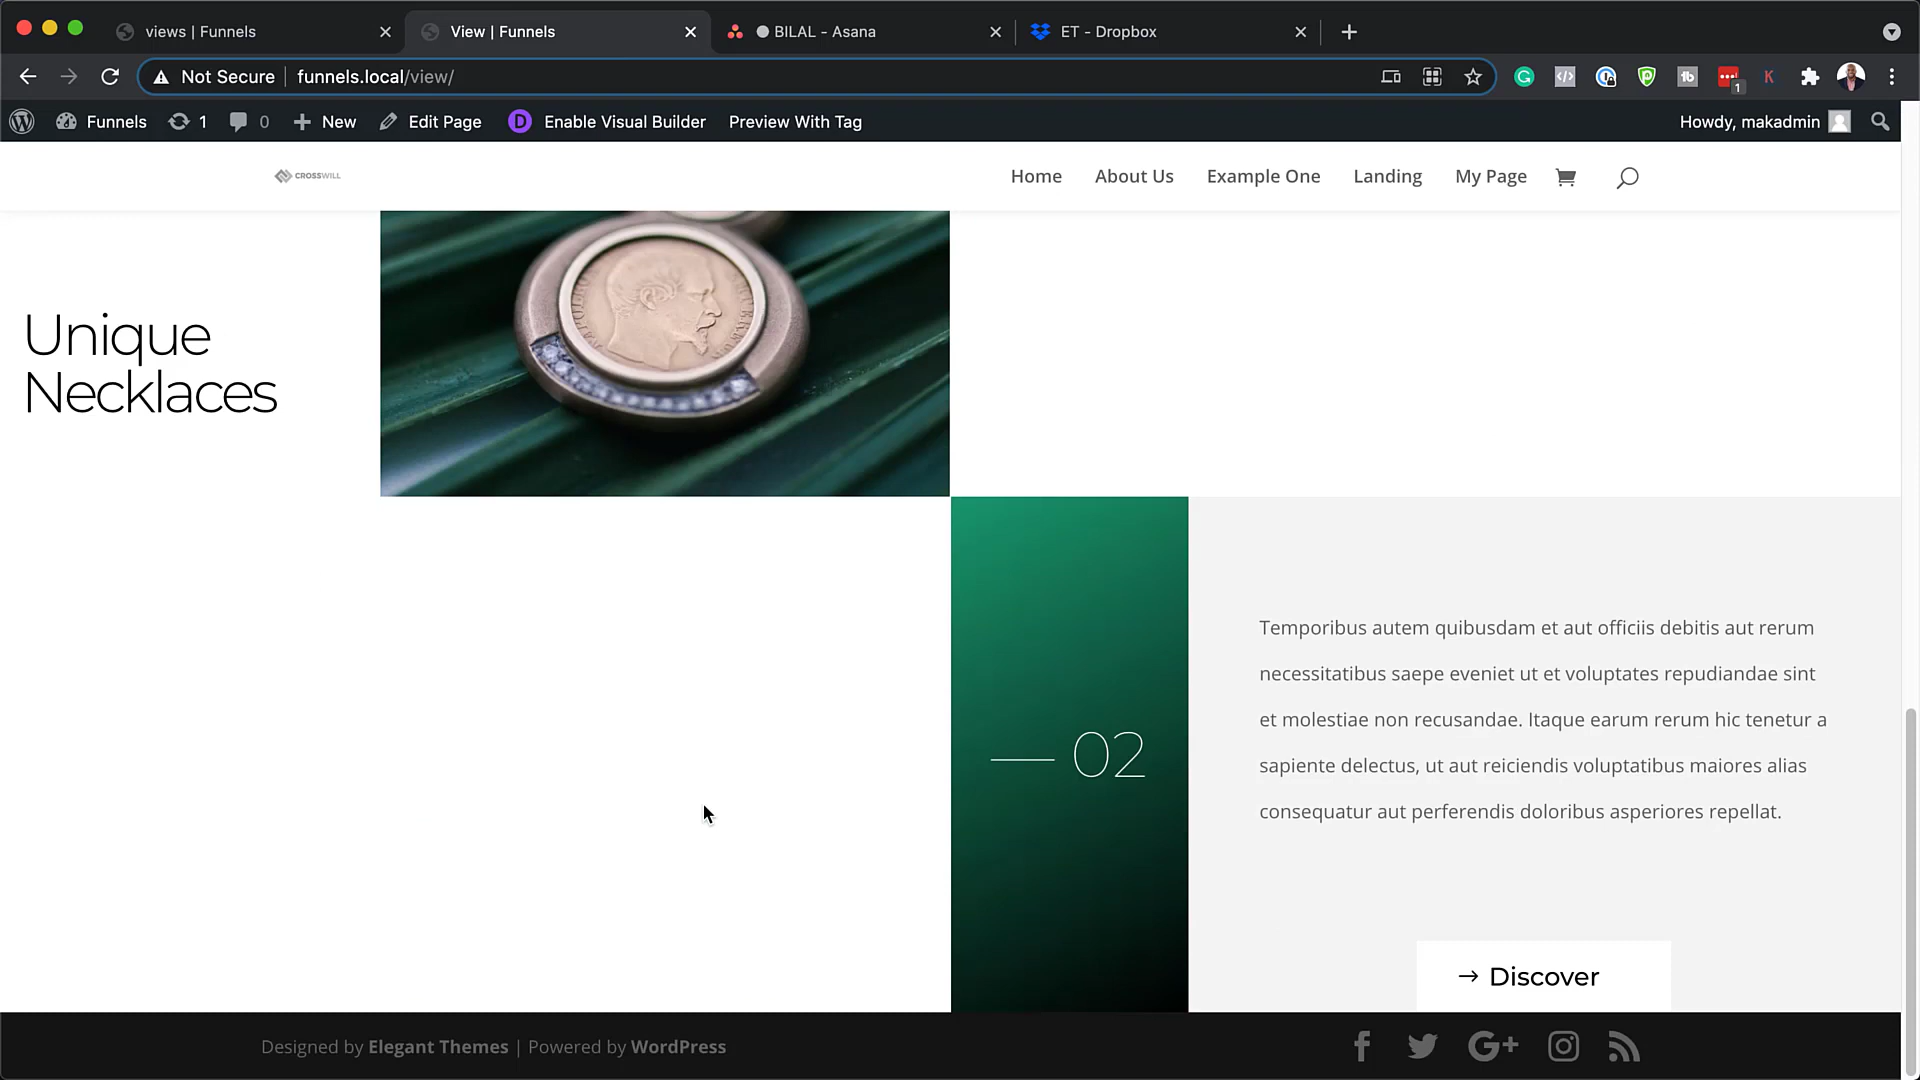 views | Funnels
View | Funnels
BILAL - Asana
ET - Dropbox
Not Secure
funnels.local/view/
1
Funnels
1
0
New
Edit Page
D
Enable Visual Builder
Preview With Tag
Howdy, makadmin
CROSSWILL
Home
About Us
Example One
Landing
My Page
Unique
Necklaces
— 02
Temporibus autem quibusdam et aut officiis debitis aut rerum
necessitatibus saepe eveniet ut et voluptates repudiandae sint
et molestiae non recusandae. Itaque earum rerum hic tenetur a
sapiente delectus, ut aut reiciendis voluptatibus maiores alias
consequatur aut perferendis doloribus asperiores repellat.
→ Discover
Designed by Elegant Themes | Powered by WordPress